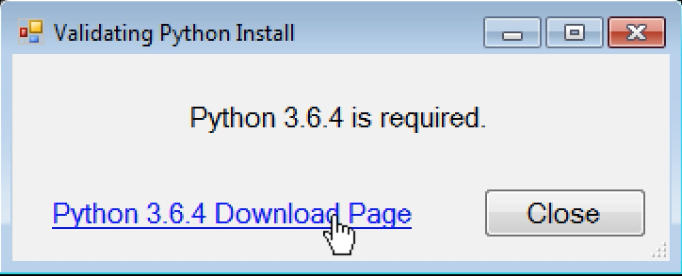 Validating Python Install
Python 3.6.4 is required.
Python 3.6.4 Download Page
Close